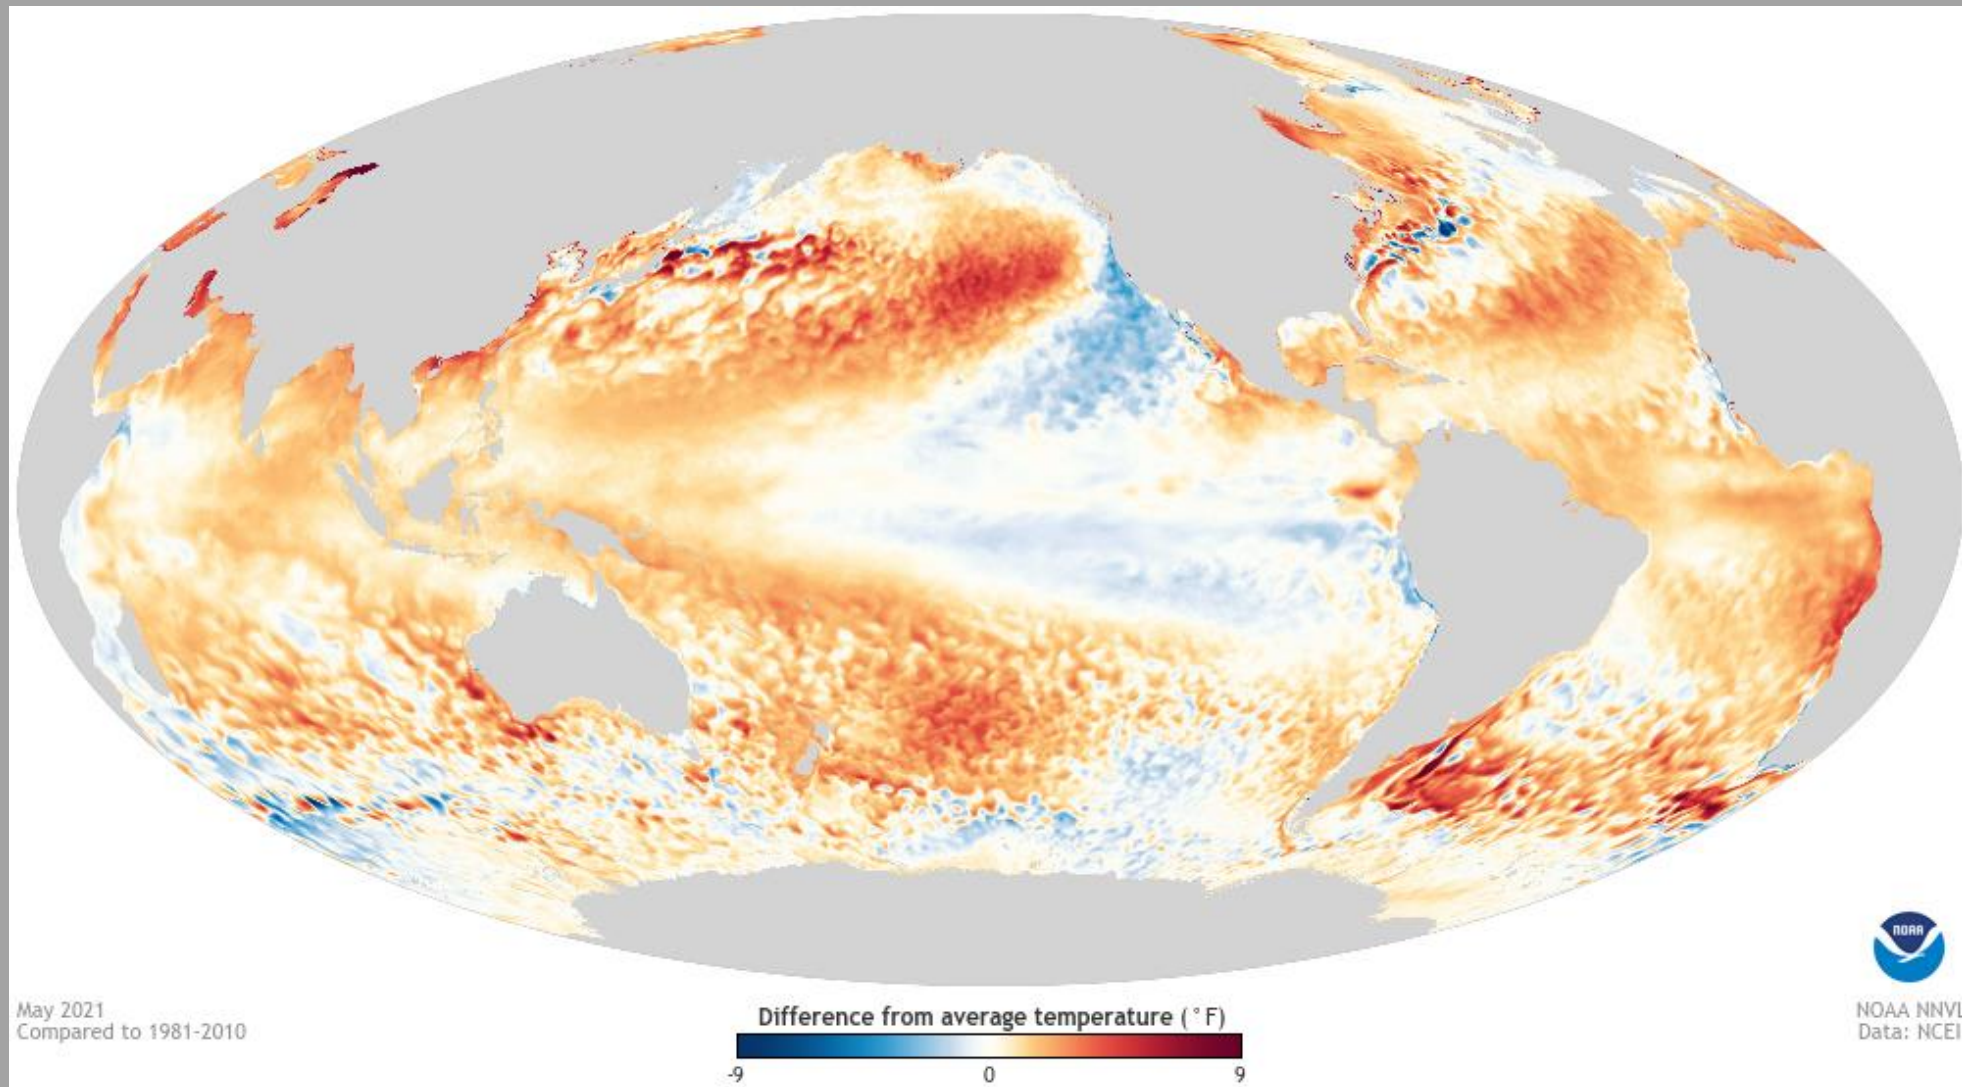 NOAA
May 2021
Compared to 1981-2010
Difference from average temperature (°F)
-9 0 9
NOAA NNVL
Data: NCEI